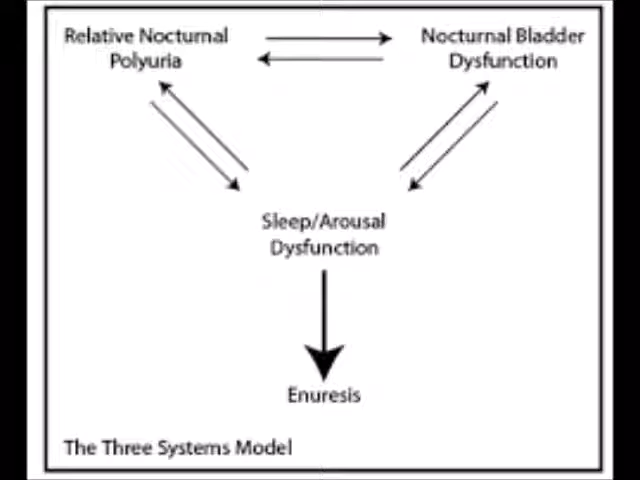 Relative Nocturnal
Polyuria
Nocturnal Bladder
Dysfunction
Sleep/Arousal
Dysfunction
Enuresis
The Three Systems Model